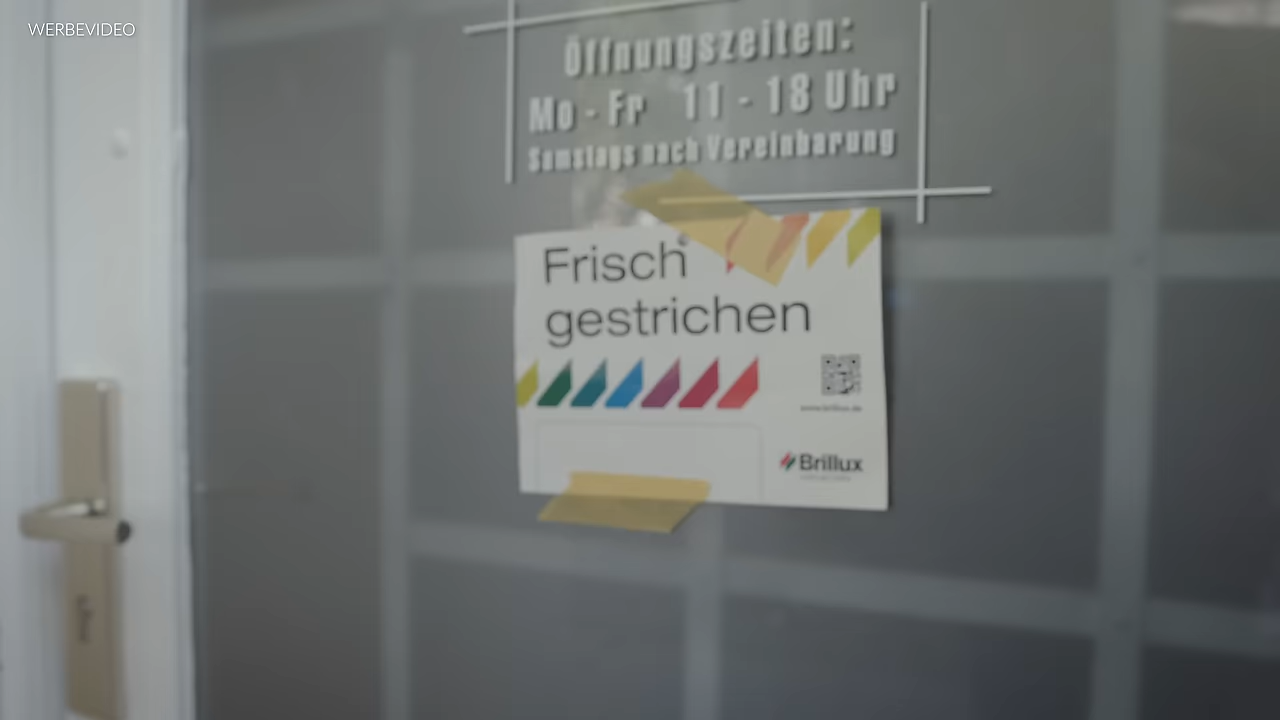 WERBEVIDEO
Öffnungszeiten:
Mo - Fr 11 - 18 Uhr
Samstags nach Vereinbarung
Frisch
gestrichen
www.brillux.de
Brillux